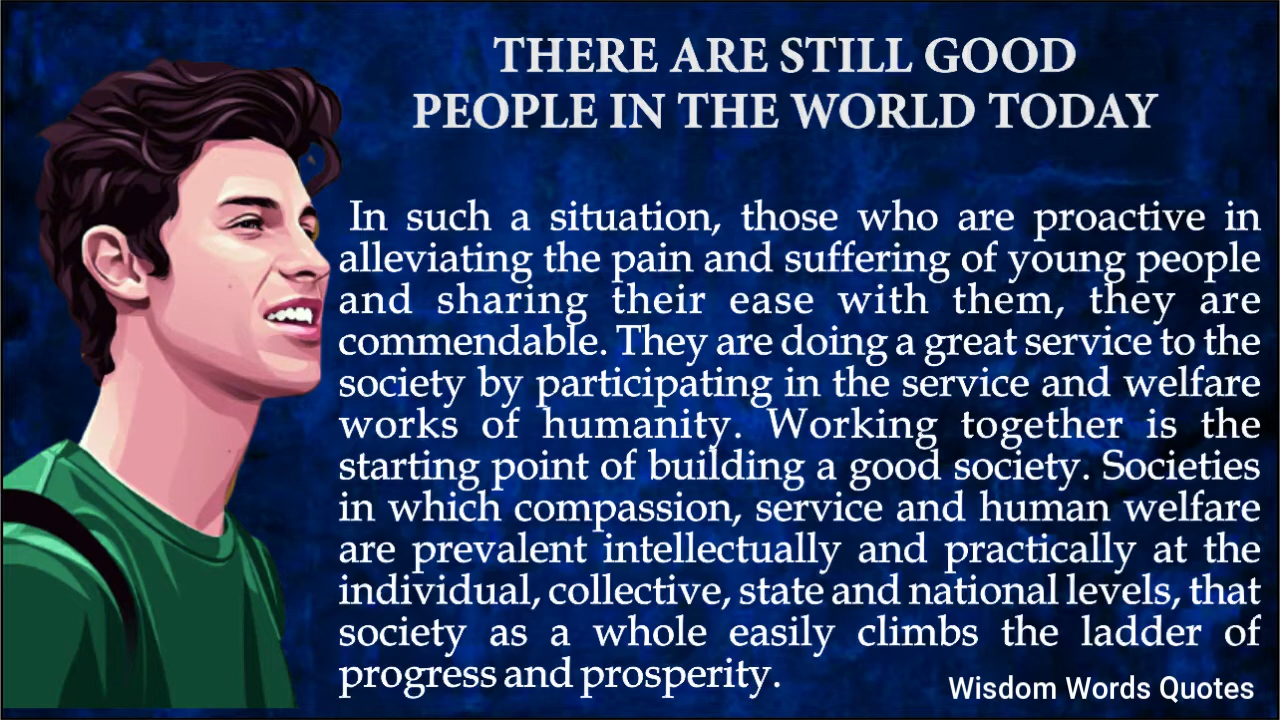 THERE ARE STILL GOOD
PEOPLE IN THE WORLD TODAY
In such a situation, those who are proactive in
alleviating the pain and suffering of young people
and sharing their ease with them, they are
commendable. They are doing a great service to the
society by participating in the service and welfare
works of humanity. Working together is the
starting point of building a good society. Societies
in which compassion, service and human welfare
are prevalent intellectually and practically at the
individual, collective, state and national levels, that
society as a whole easily climbs the ladder of
progress and prosperity.
Wisdom Words Quotes